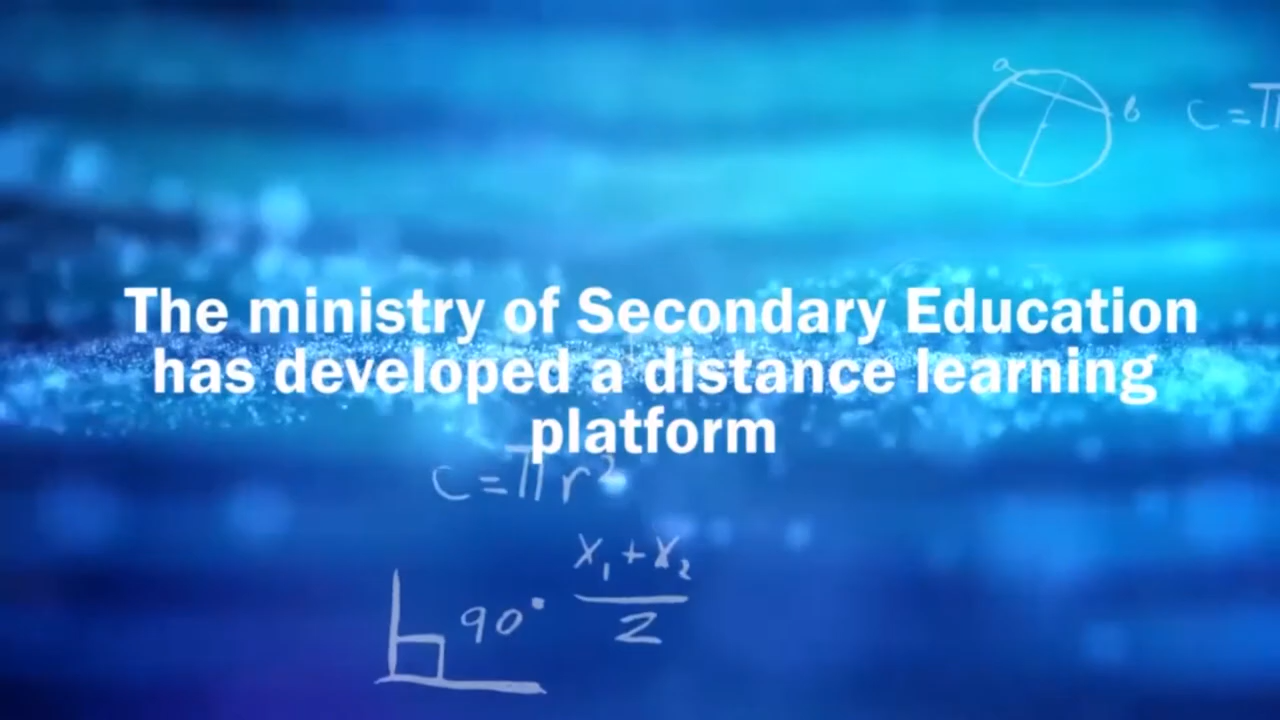 a
b c=π
The ministry of Secondary Education
has developed a distance learning
platform
c=πr²
x₁+x₂
90°
2